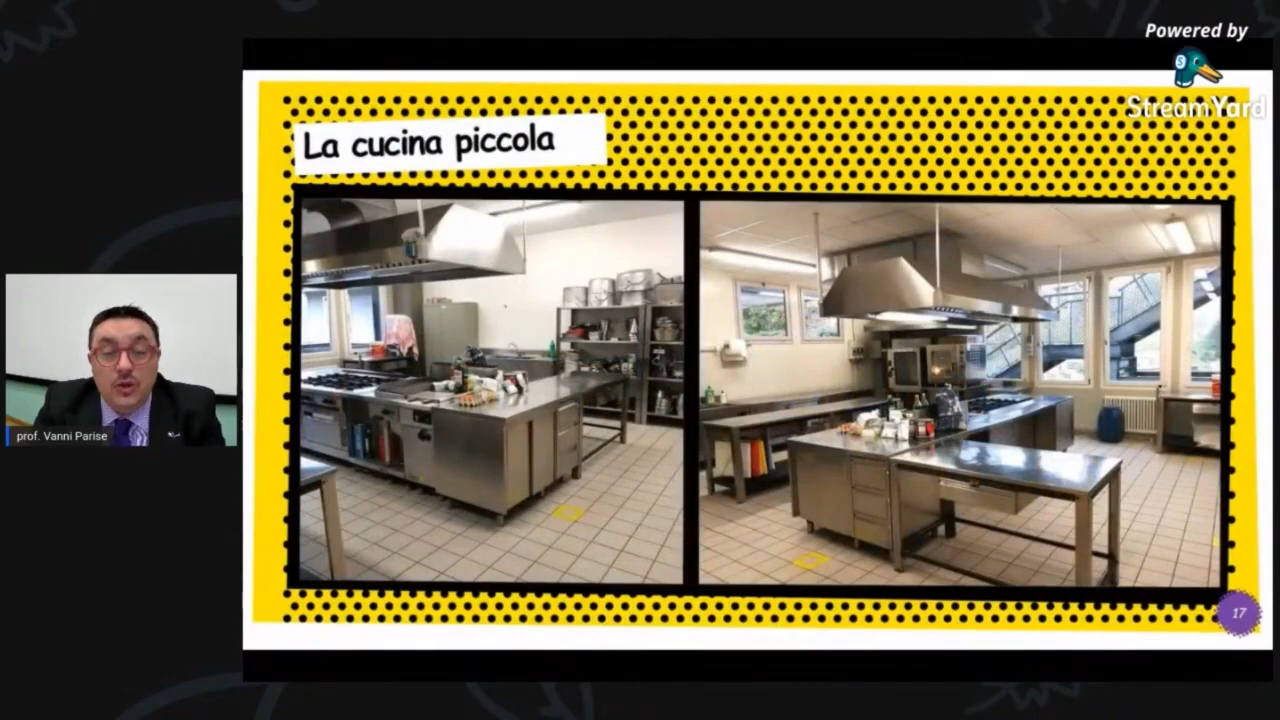 Powered by
StreamYard
La cucina piccola
prof. Vanni Parise
17